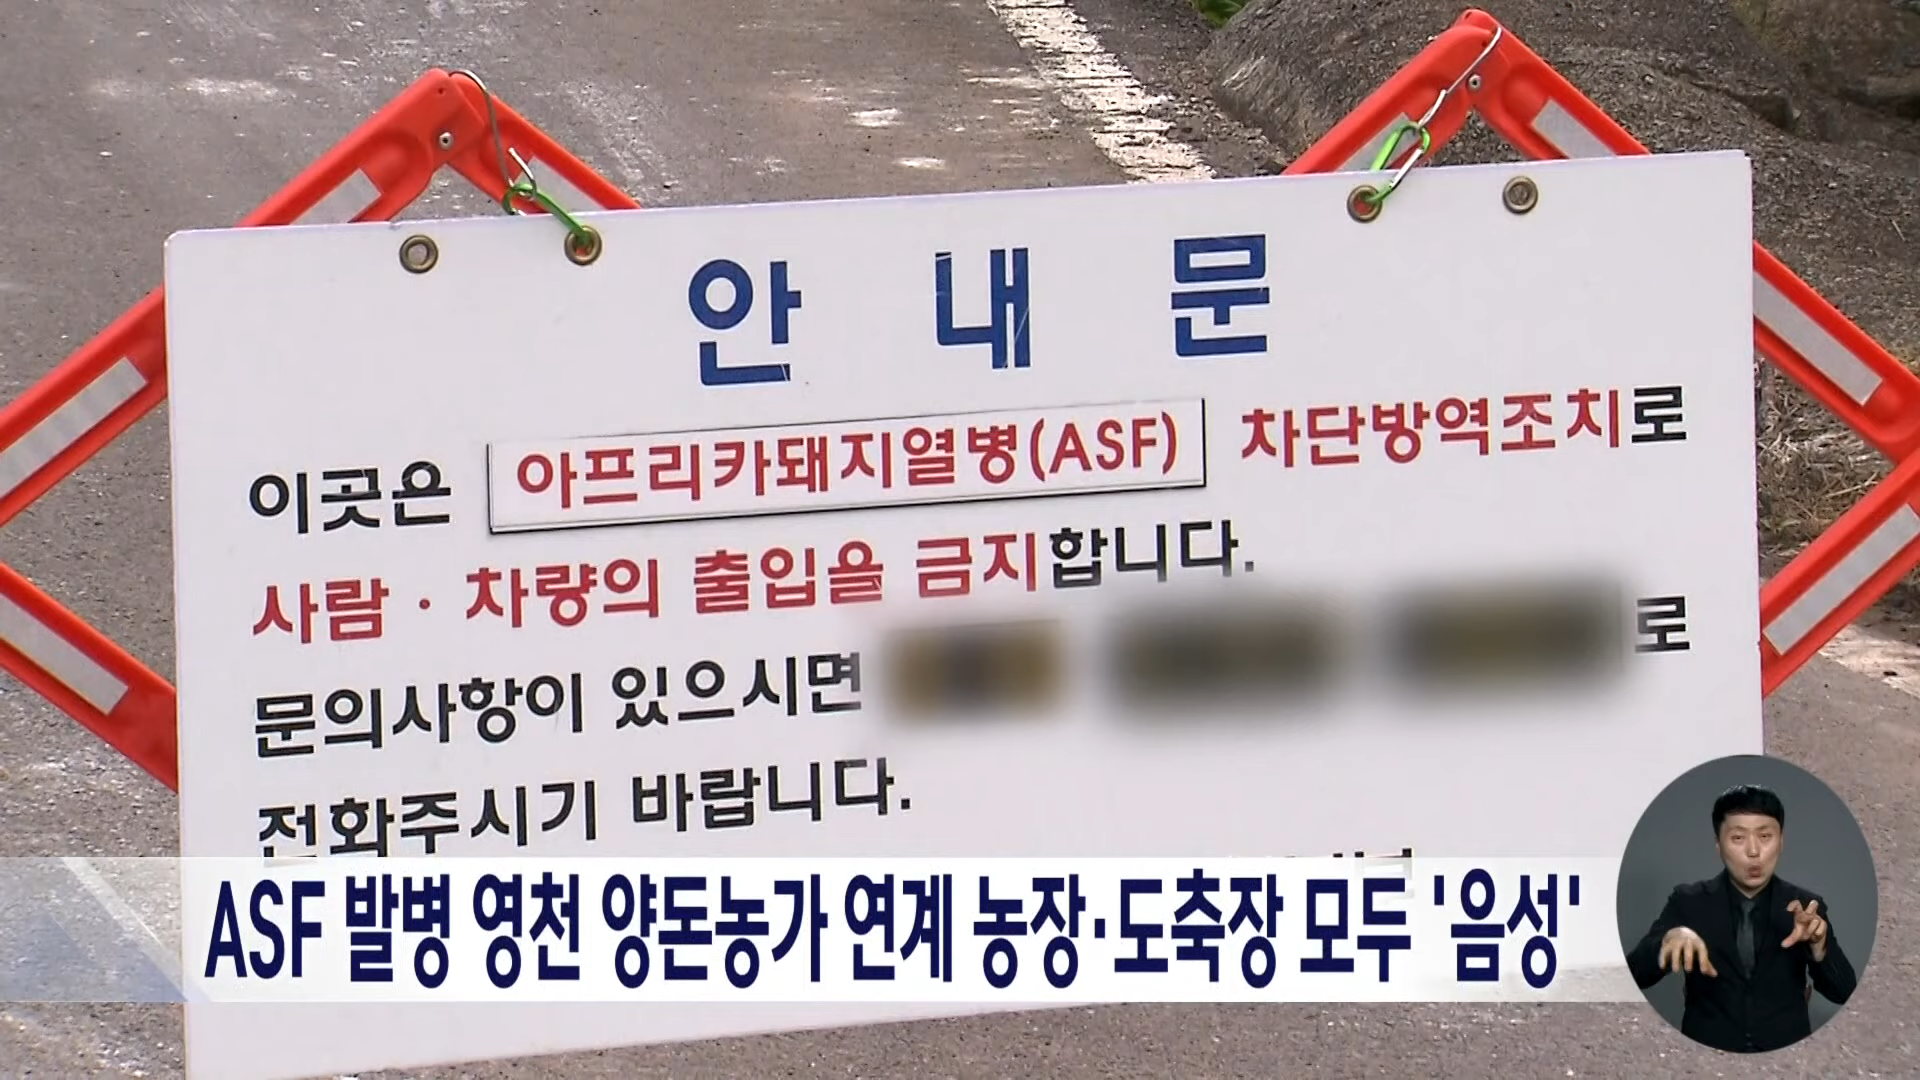 안 내 문
이곳은 아프리카돼지열병(ASF) 차단방역조치로
사람 · 차량의 출입을 금지합니다.
문의사항이 있으시면 로
전화주시기 바랍니다.
ASF 발병 영천 양돈농가 연계 농장·도축장 모두 '음성'